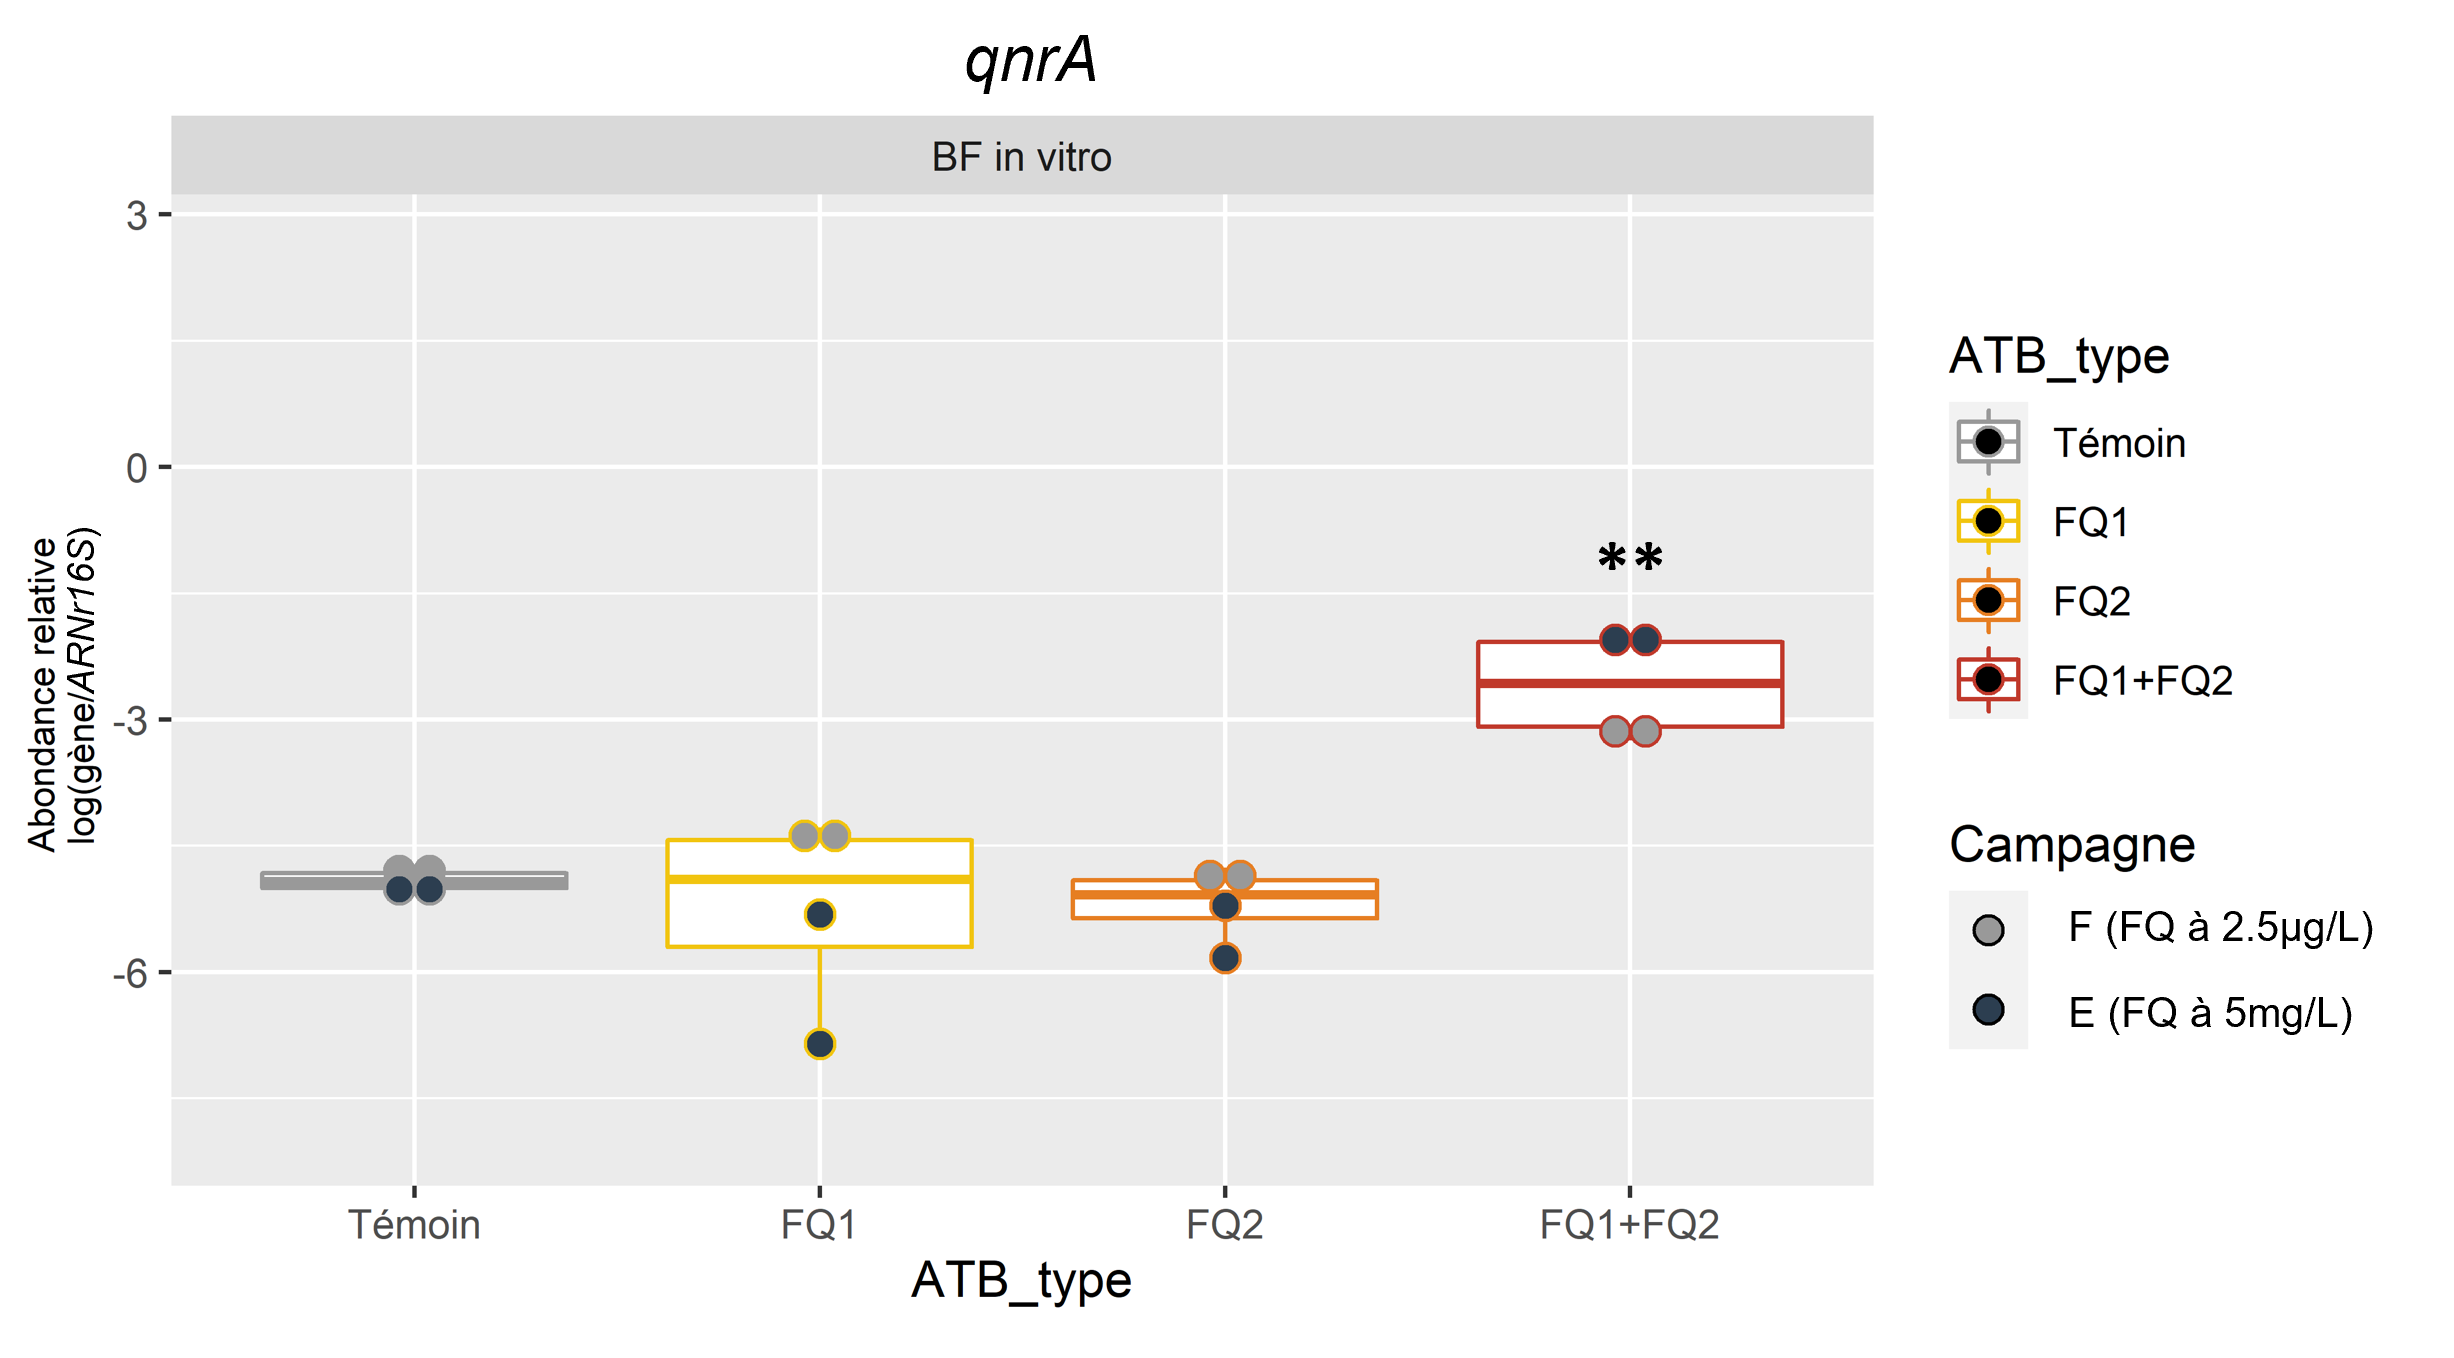 qnrA
BF in vitro
3
0
-3
-6
Abondance relative
log(gène/ARNr16S)
**
Témoin
FQ1
FQ2
FQ1+FQ2
ATB_type
ATB_type
Témoin
FQ1
FQ2
FQ1+FQ2
Campagne
F (FQ à 2.5µg/L)
E (FQ à 5mg/L)